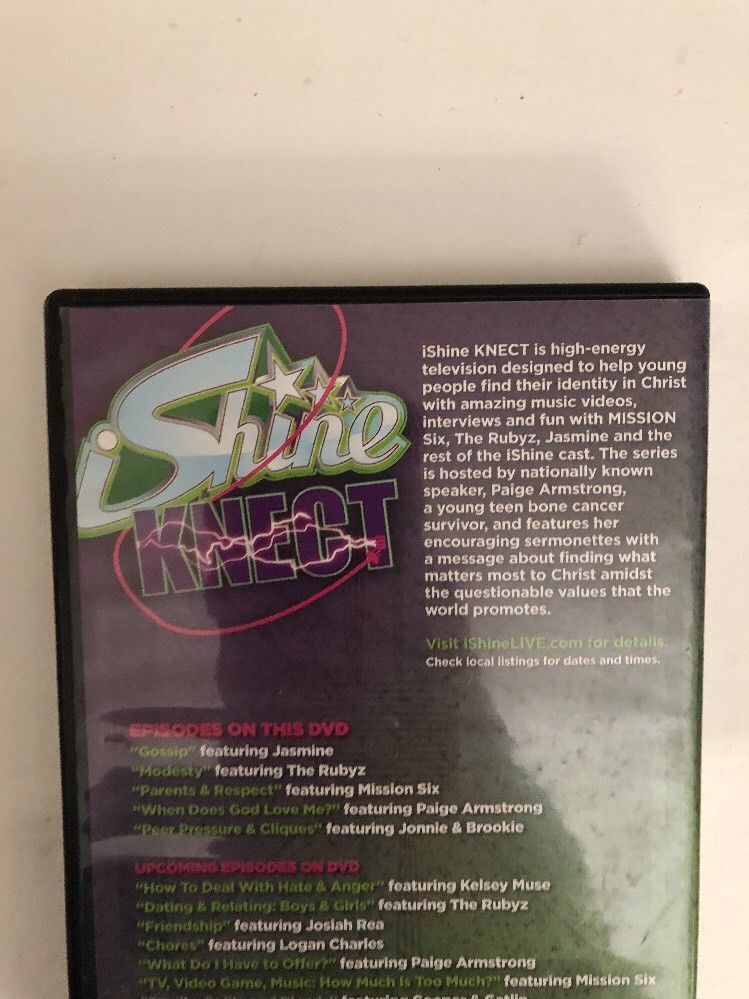 iShine
KNECT
iShine KNECT is high-energy
television designed to help young
people find their identity in Christ
with amazing music videos,
interviews and fun with MISSION
Six, The Rubyz, Jasmine and the
rest of the iShine cast. The series
is hosted by nationally known
speaker, Paige Armstrong,
a young teen bone cancer
survivor, and features her
encouraging sermonettes with
a message about finding what
matters most to Christ amidst
the questionable values that the
world promotes.
Visit iShineLIVE.com for details.
Check local listings for dates and times.
EPISODES ON THIS DVD
"Gossip" featuring Jasmine
"Modesty" featuring The Rubyz
"Parents & Respect" featuring Mission Six
"When Does God Love Me?" featuring Paige Armstrong
"Peer Pressure & Cliques" featuring Jonnie & Brookie
UPCOMING EPISODES ON DVD
"How To Deal With Hate & Anger" featuring Kelsey Muse
"Dating & Relating: Boys & Girls" featuring The Rubyz
"Friendship" featuring Josiah Rea
"Chores" featuring Logan Charles
"What Do I Have to Offer?" featuring Paige Armstrong
"TV, Video Game, Music: How Much Is Too Much?" featuring Mission Six
featuring